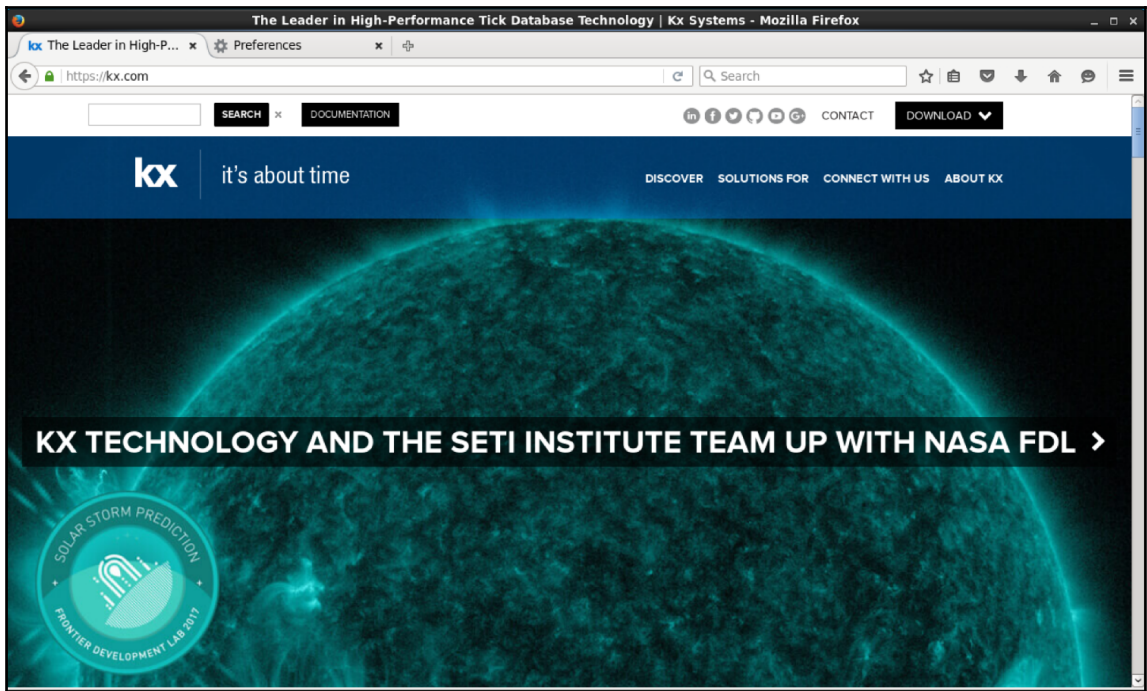 The Leader in High-Performance Tick Database Technology | Kx Systems - Mozilla Firefox
kx The Leader in High-P...
Preferences
https://kx.com
Search
SEARCH
DOCUMENTATION
in f G+
CONTACT
DOWNLOAD
kx
it's about time
DISCOVER SOLUTIONS FOR CONNECT WITH US ABOUT KX
KX TECHNOLOGY AND THE SETI INSTITUTE TEAM UP WITH NASA FDL >
SOLAR STORM PREDICTION
FRONTIER DEVELOPMENT LAB 2017